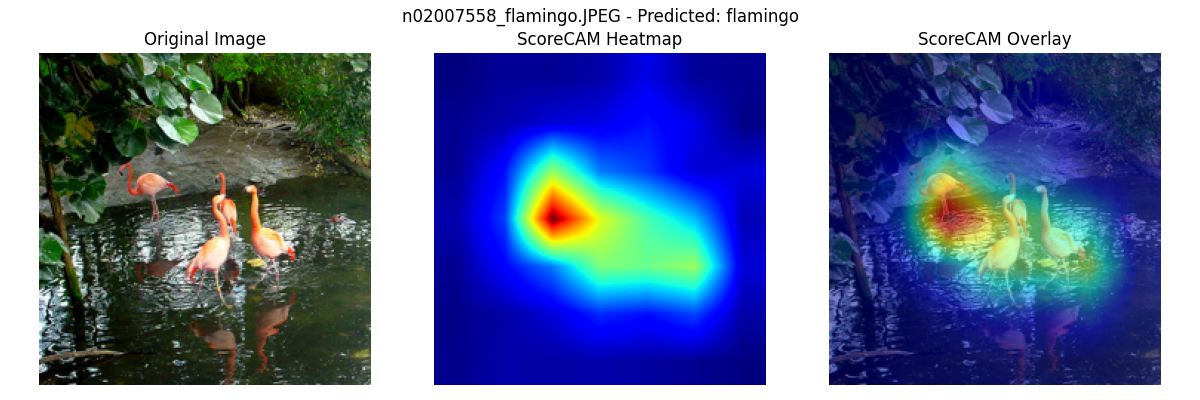 n02007558_flamingo.JPEG - Predicted: flamingo
Original Image
ScoreCAM Heatmap
ScoreCAM Overlay